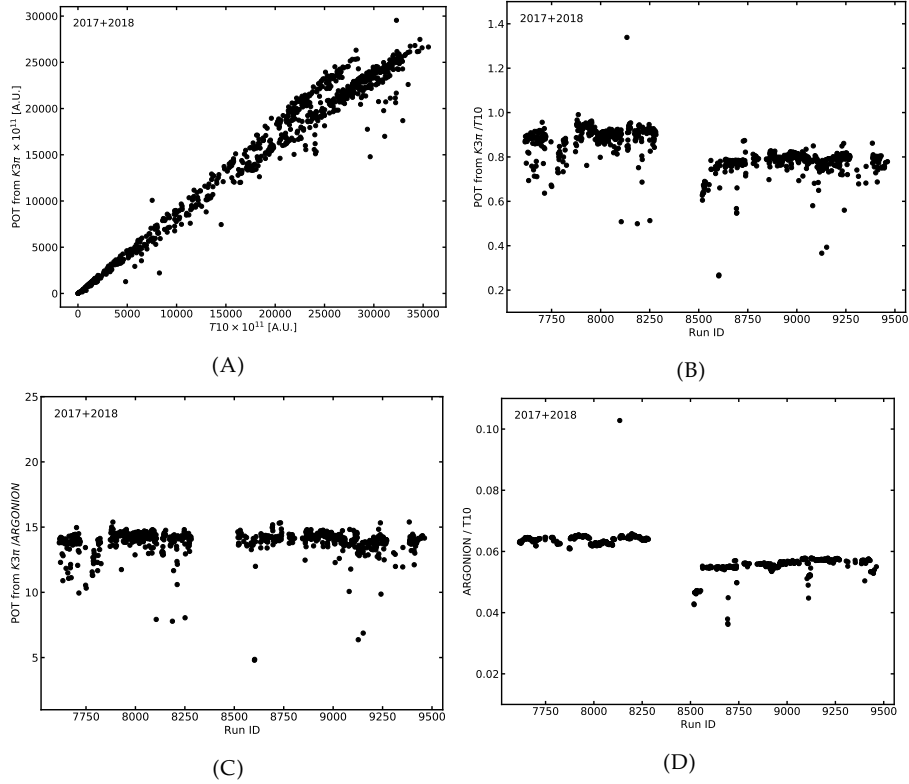 2017+2018
30000
25000
20000
15000
10000
5000
0
POT from K3π × 10¹¹ [A.U.]
0 5000 10000 15000 20000 25000 30000 35000
T10 × 10¹¹ [A.U.]
(A)
2017+2018
1.4
1.2
1.0
0.8
0.6
0.4
0.2
POT from K3π /T10
7750 8000 8250 8500 8750 9000 9250 9500
Run ID
(B)
2017+2018
25
20
15
10
5
POT from K3π /ARGONION
7750 8000 8250 8500 8750 9000 9250 9500
Run ID
(C)
2017+2018
0.10
0.08
0.06
0.04
0.02
ARGONION / T10
7750 8000 8250 8500 8750 9000 9250 9500
Run ID
(D)